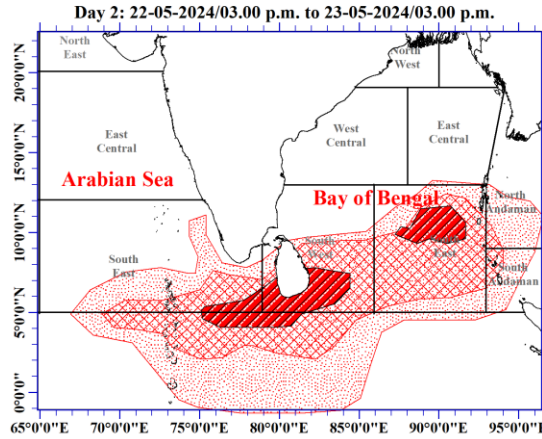 Day 2: 22-05-2024/03.00 p.m. to 23-05-2024/03.00 p.m.
North
East
North
West
20°0'0"N
East
Central
West
Central
East
Central
15°0'0"N
Arabian Sea
Bay of Bengal
North
Andaman
10°0'0"N
South
East
South
West
South
East
South
Andaman
5°0'0"N
0°0'0"
65°0'0"E 70°0'0"E 75°0'0"E 80°0'0"E 85°0'0"E 90°0'0"E 95°0'0"E